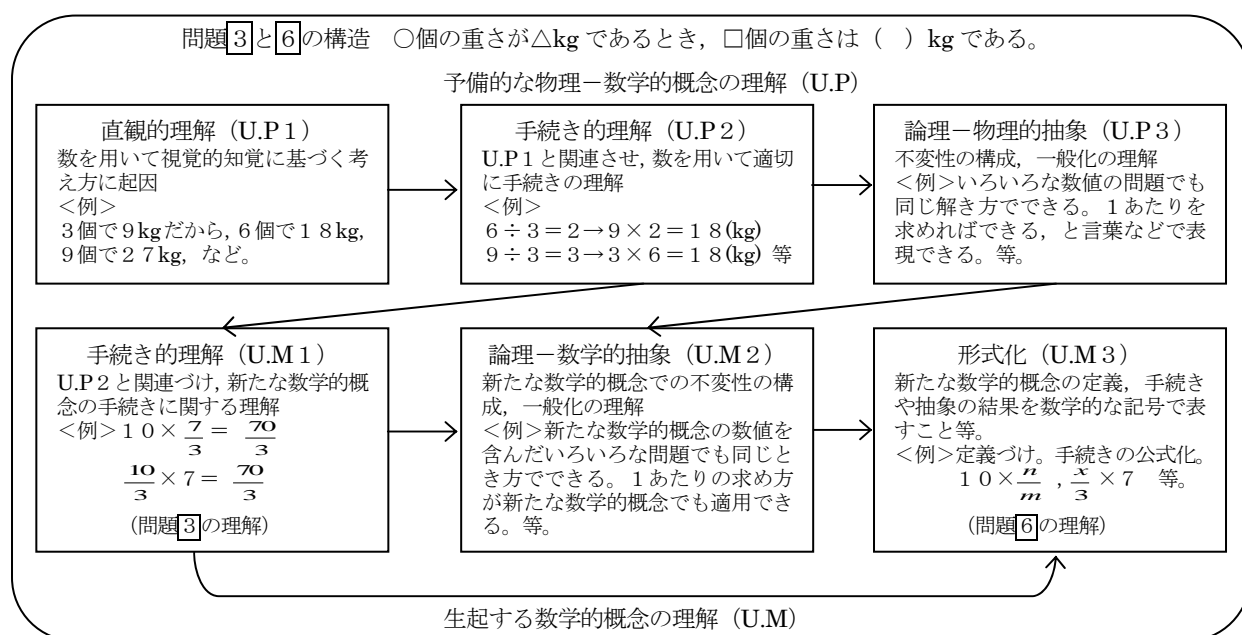 問題3と6の構造　○個の重さが△kgであるとき，□個の重さは（　）kgである。
予備的な物理－数学的概念の理解（U.P）
直観的理解（U.P１）
数を用いて視覚的知覚に基づく考
え方に起因
＜例＞
３個で９kgだから，６個で１８kg，
９個で２７kg，など。
手続き的理解（U.P２）
U.P１と関連させ，数を用いて適切
に手続きの理解
＜例＞
６÷３＝２→９×２＝１８(kg)
９÷３＝３→３×６＝１８(kg) 等
論理－物理的抽象（U.P３）
不変性の構成，一般化の理解
＜例＞いろいろな数値の問題でも
同じ解き方でできる。１あたりを
求めればできる，と言葉などで表
現できる。等。
手続き的理解（U.M１）
U.P２と関連づけ，新たな数学的概
念の手続きに関する理解
＜例＞１０×7/3＝70/3
10/3×７＝70/3
(問題3の理解)
論理－数学的抽象（U.M２）
新たな数学的概念での不変性の構
成，一般化の理解
＜例＞新たな数学的概念の数値を
含んだいろいろな問題でも同じと
き方でできる。１あたりの求め方
が新たな数学的概念でも適用でき
る。等。
形式化（U.M３）
新たな数学的概念の定義，手続き
や抽象の結果を数学的な記号で表
すこと等。
＜例＞定義づけ。手続きの公式化。
１０×n/m ，x/3×７　等。
(問題6の理解)
生起する数学的概念の理解（U.M）